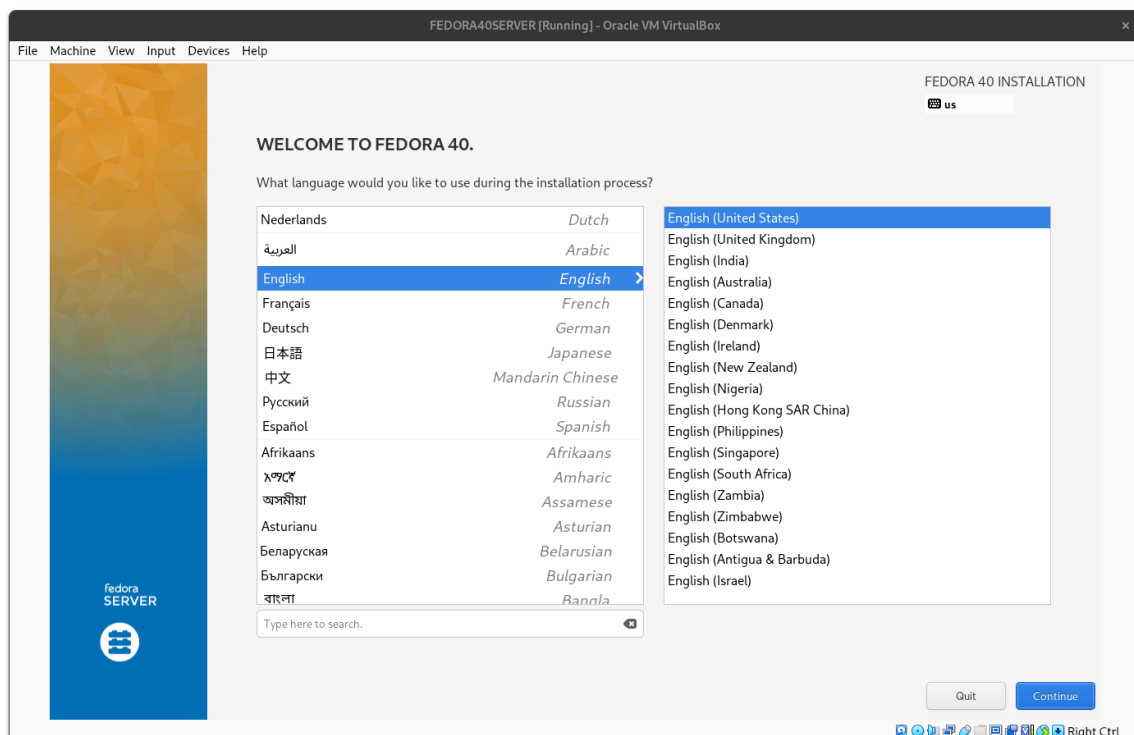 FEDORA40SERVER [Running] - Oracle VM VirtualBox
File Machine View Input Devices Help
FEDORA 40 INSTALLATION
us
WELCOME TO FEDORA 40.
What language would you like to use during the installation process?
Nederlands Dutch
العربية Arabic
English English
Français French
Deutsch German
日本語 Japanese
中文 Mandarin Chinese
Русский Russian
Español Spanish
Afrikaans Afrikaans
አማርኛ Amharic
অসমীয়া Assamese
Asturianu Asturian
Беларуская Belarusian
Български Bulgarian
বাংলা Bangla
Type here to search.
English (United States)
English (United Kingdom)
English (India)
English (Australia)
English (Canada)
English (Denmark)
English (Ireland)
English (New Zealand)
English (Nigeria)
English (Hong Kong SAR China)
English (Philippines)
English (Singapore)
English (South Africa)
English (Zambia)
English (Zimbabwe)
English (Botswana)
English (Antigua & Barbuda)
English (Israel)
fedora
SERVER
Quit Continue
Right Ctrl